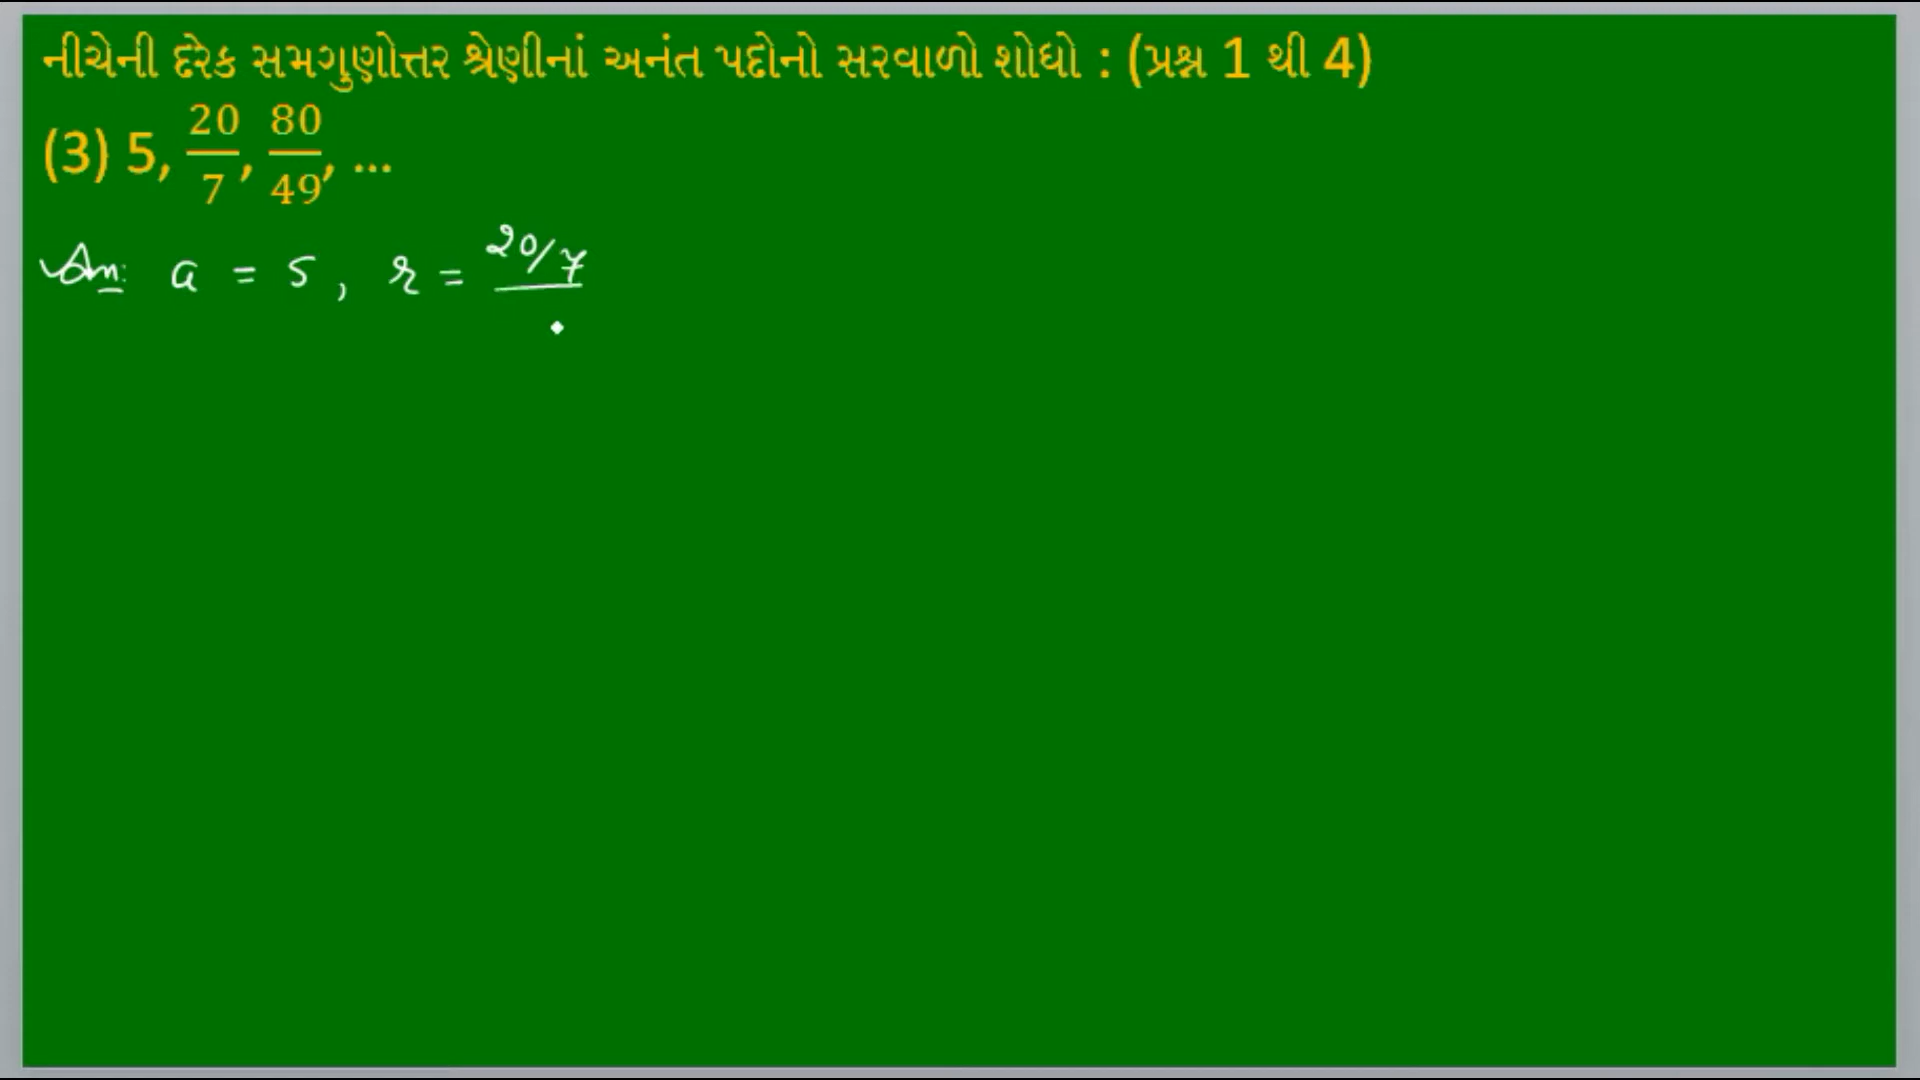 નીચેની દરેક સમગુણોત્તર શ્રેણીનાં અનંત પદોનો સરવાળો શોધો : (પ્રશ્ન 1 થી 4)
(3) 5, 20/7, 80/49, ...
Ans: a = 5, r = 20/7